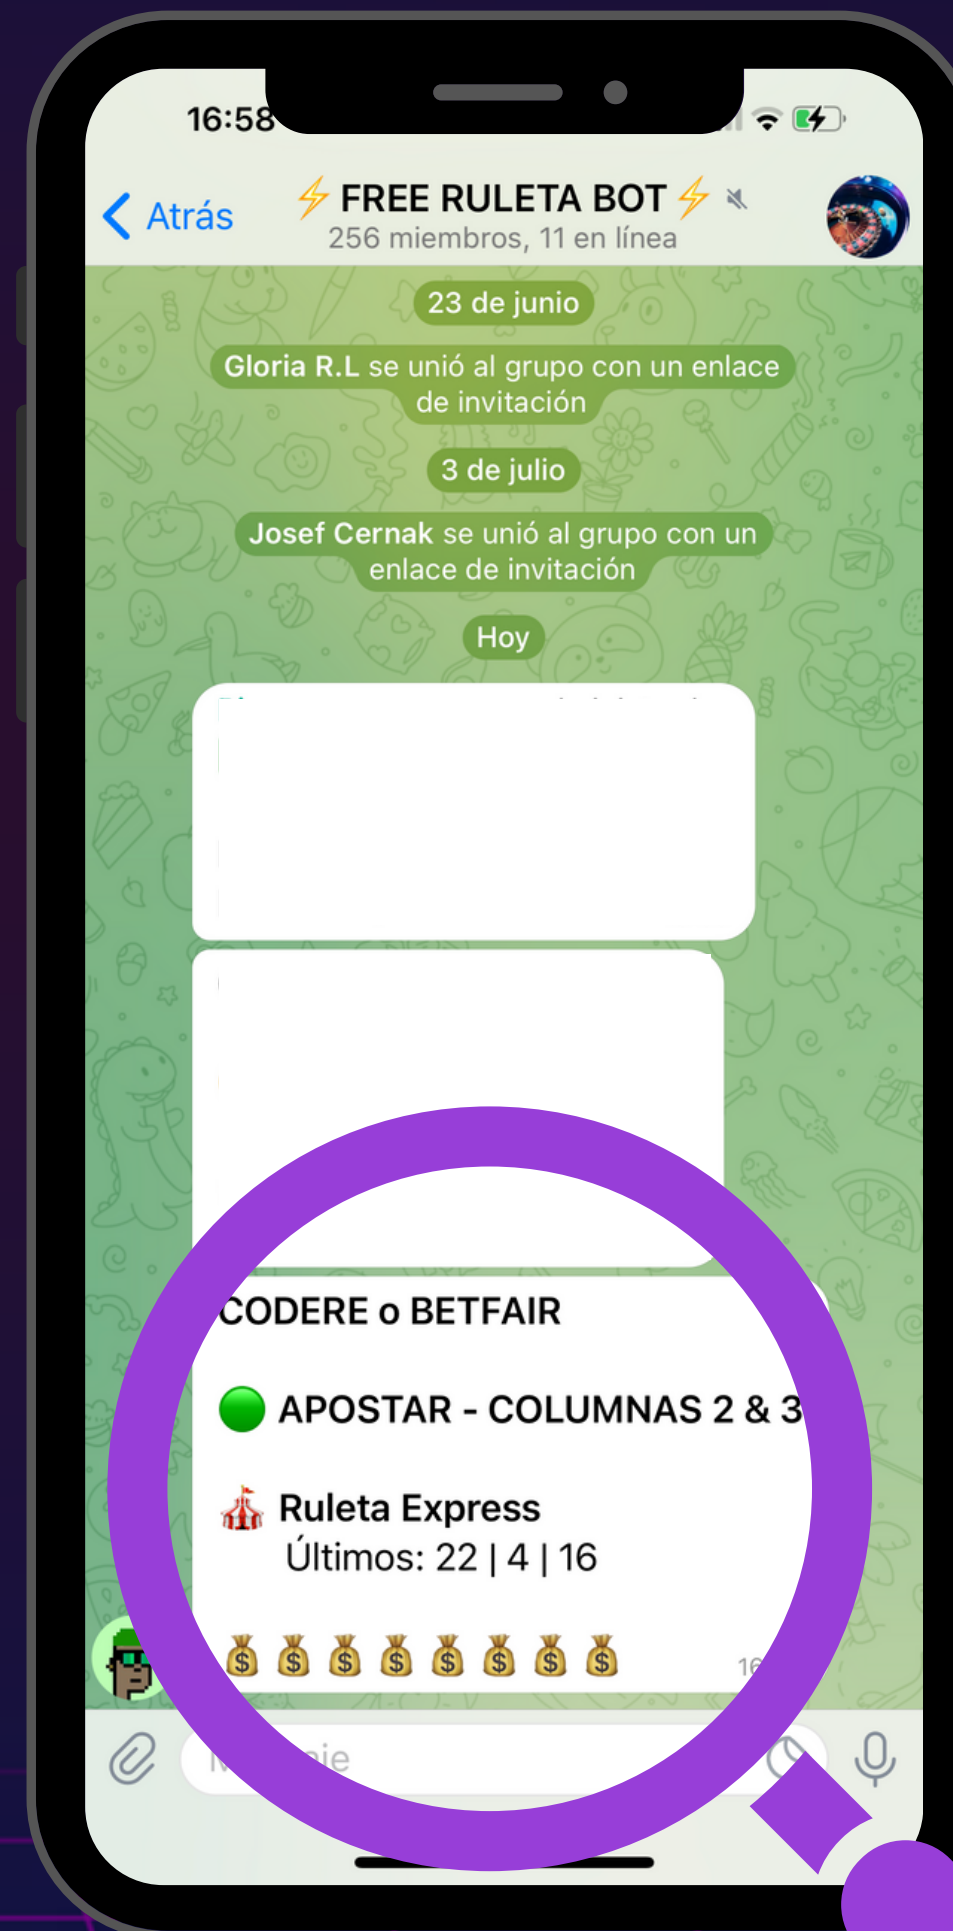 16:58
Atrás
⚡ FREE RULETA BOT ⚡
256 miembros, 11 en línea
23 de junio
Gloria R.L se unió al grupo con un enlace
de invitación
3 de julio
Josef Cernak se unió al grupo con un
enlace de invitación
Hoy
CODERE o BETFAIR
🟢 APOSTAR - COLUMNAS 2 & 3
🎪 Ruleta Express
Últimos: 22 | 4 | 16
💰 💰 💰 💰 💰 💰 💰 💰